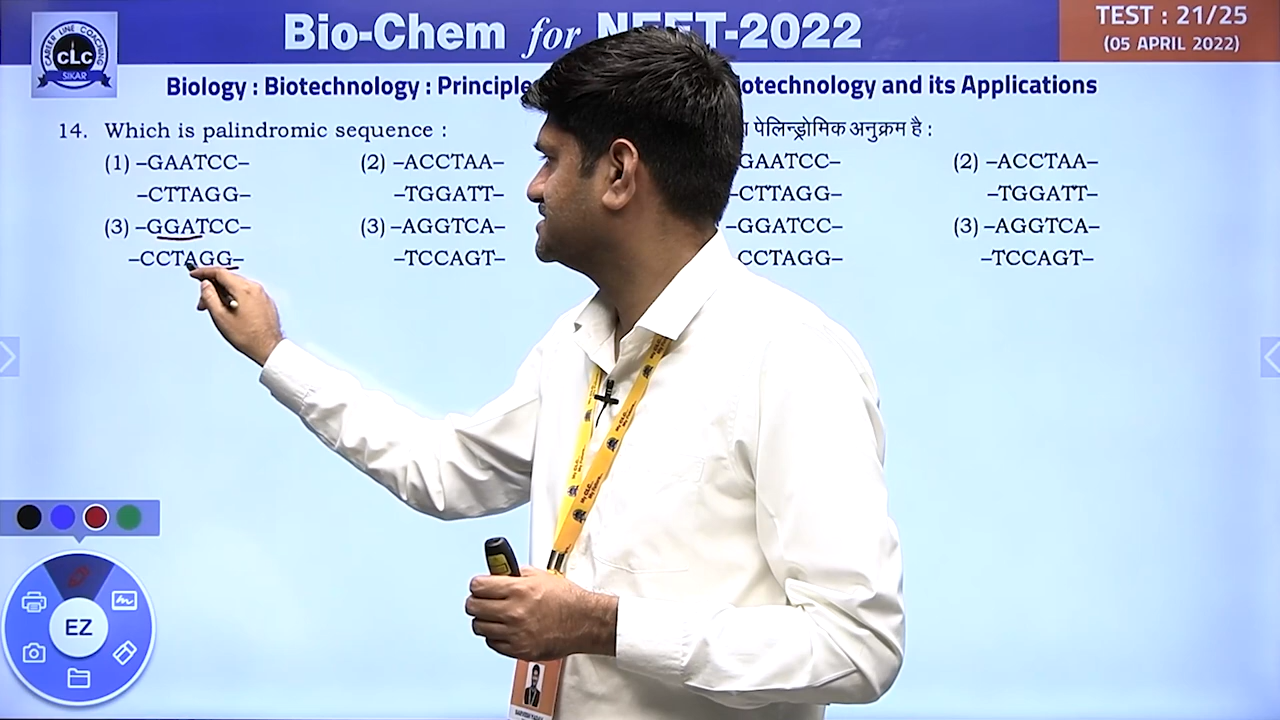 Bio-Chem for NEET-2022
TEST : 21/25
(05 APRIL 2022)
CAREER LINE COACHING
CLC
SIKAR
Biology : Biotechnology : Principle otechnology and its Applications
14. Which is palindromic sequence :
(1) –GAATCC– (2) –ACCTAA–
–CTTAGG– –TGGATT–
(3) –GGATCC– (3) –AGGTCA–
–CCTAGG– –TCCAGT–
पेलिन्ड्रोमिक अनुक्रम है :
GAATCC– (2) –ACCTAA–
–CTTAGG– –TGGATT–
–GGATCC– (3) –AGGTCA–
–CCTAGG– –TCCAGT–
EZ